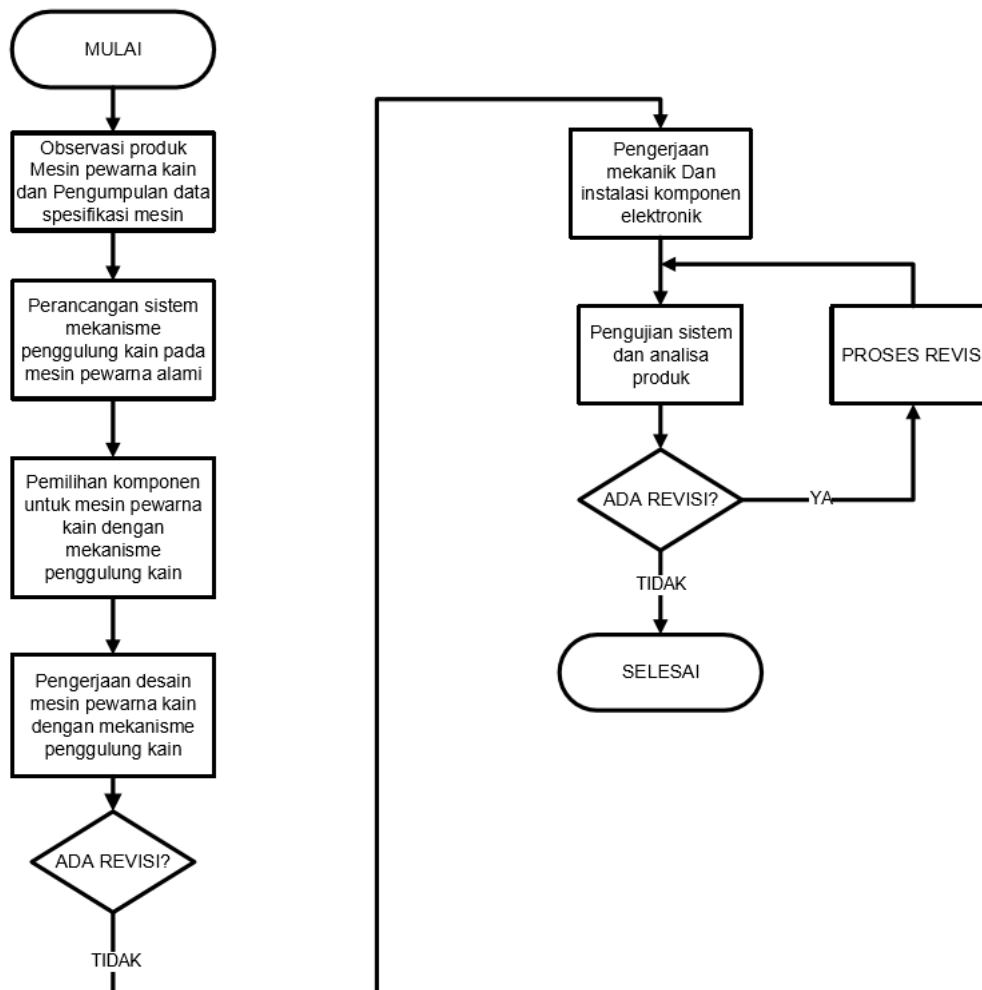 MULAI
Observasi produk
Mesin pewarna kain
dan Pengumpulan data
spesifikasi mesin
Perancangan sistem
mekanisme
penggulung kain pada
mesin pewarna alami
Pemilihan komponen
untuk mesin pewarna
kain dengan
mekanisme
penggulung kain
Pengerjaan desain
mesin pewarna kain
dengan mekanisme
penggulung kain
ADA REVISI?
TIDAK
Pengerjaan
mekanik Dan
instalasi komponen
elektronik
Pengujian sistem
dan analisa
produk
PROSES REVIS
ADA REVISI?
YA
TIDAK
SELESAI